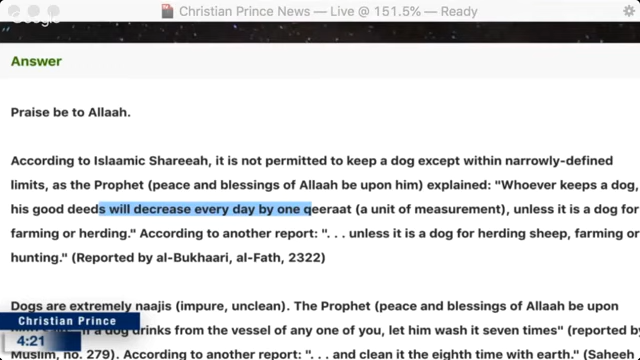 Christian Prince News — Live @ 151.5% — Ready
Google
Answer
Praise be to Allaah.
According to Islaamic Shareeah, it is not permitted to keep a dog except within narrowly-defined
limits, as the Prophet (peace and blessings of Allaah be upon him) explained: "Whoever keeps a dog,
his good deeds will decrease every day by one qeeraat (a unit of measurement), unless it is a dog for
farming or herding." According to another report: ". . . unless it is a dog for herding sheep, farming or
hunting." (Reported by al-Bukhaari, al-Fath, 2322)
Dogs are extremely naajis (impure, unclean). The Prophet (peace and blessings of Allaah be upon
a dog drinks from the vessel of any one of you, let him wash it seven times" (reported by
Muslim, no. 279). According to another report: ". . . and clean it the eighth time with earth." (Saheeh
Christian Prince
4:21